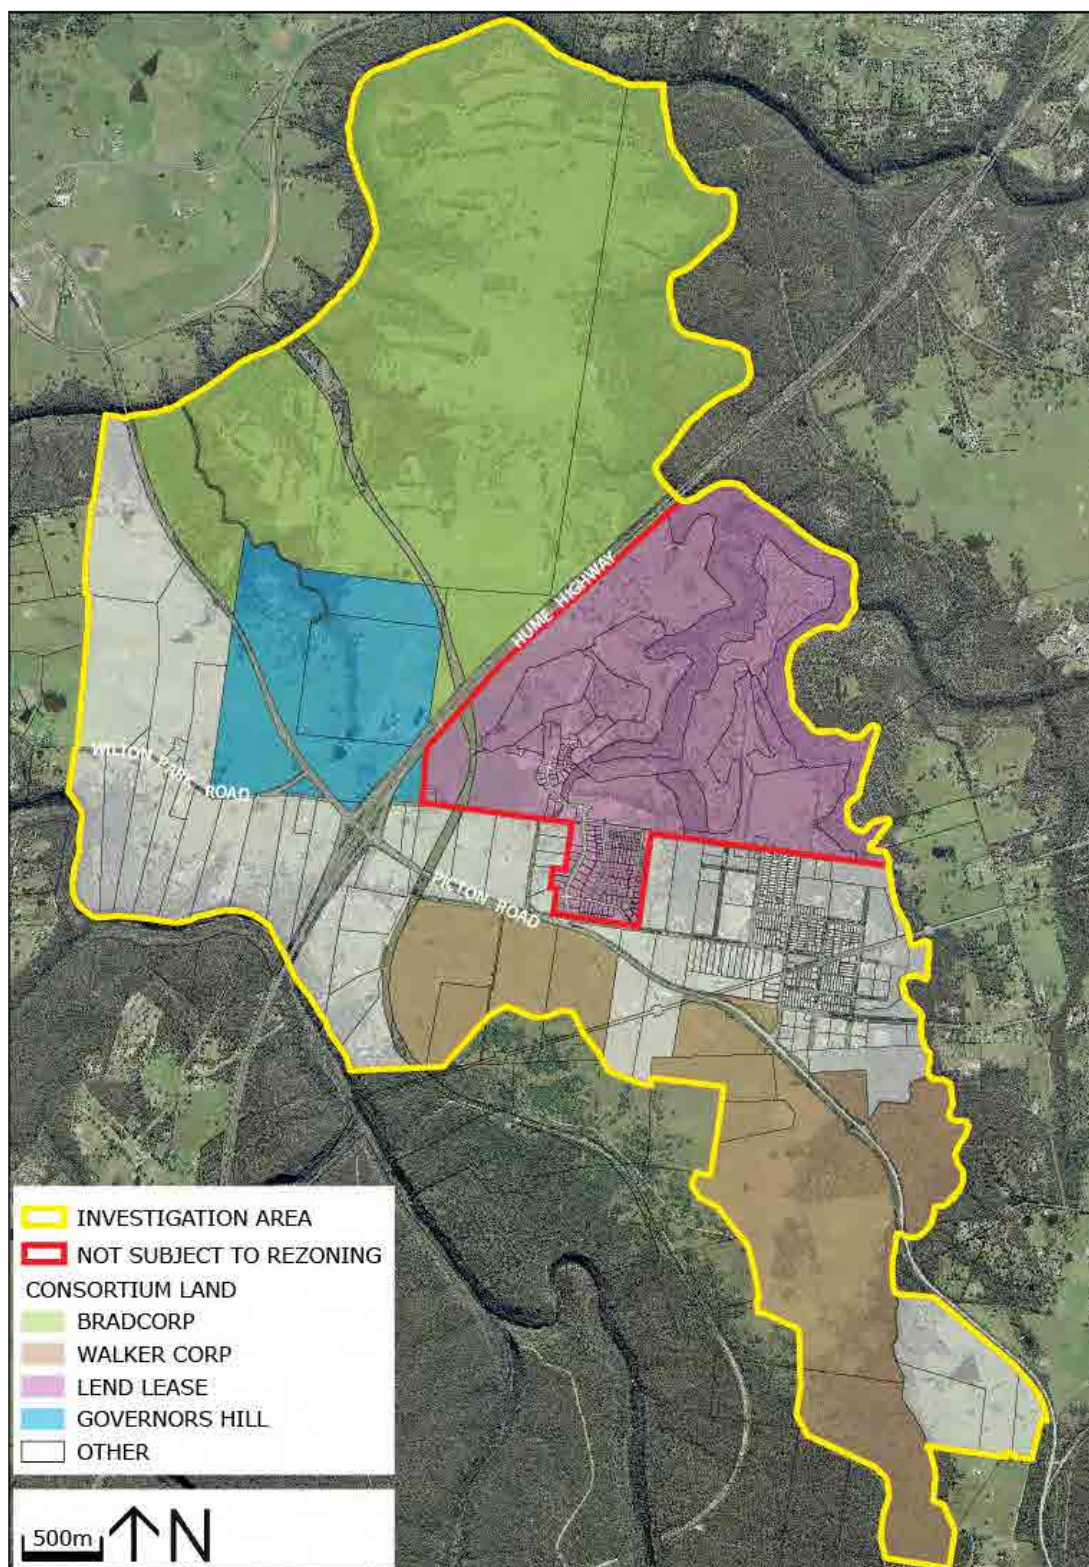 HUME HIGHWAY
WILTON PARK ROAD
PICTON ROAD
INVESTIGATION AREA
NOT SUBJECT TO REZONING
CONSORTIUM LAND
BRADCORP
WALKER CORP
LEND LEASE
GOVERNORS HILL
OTHER
500m
N